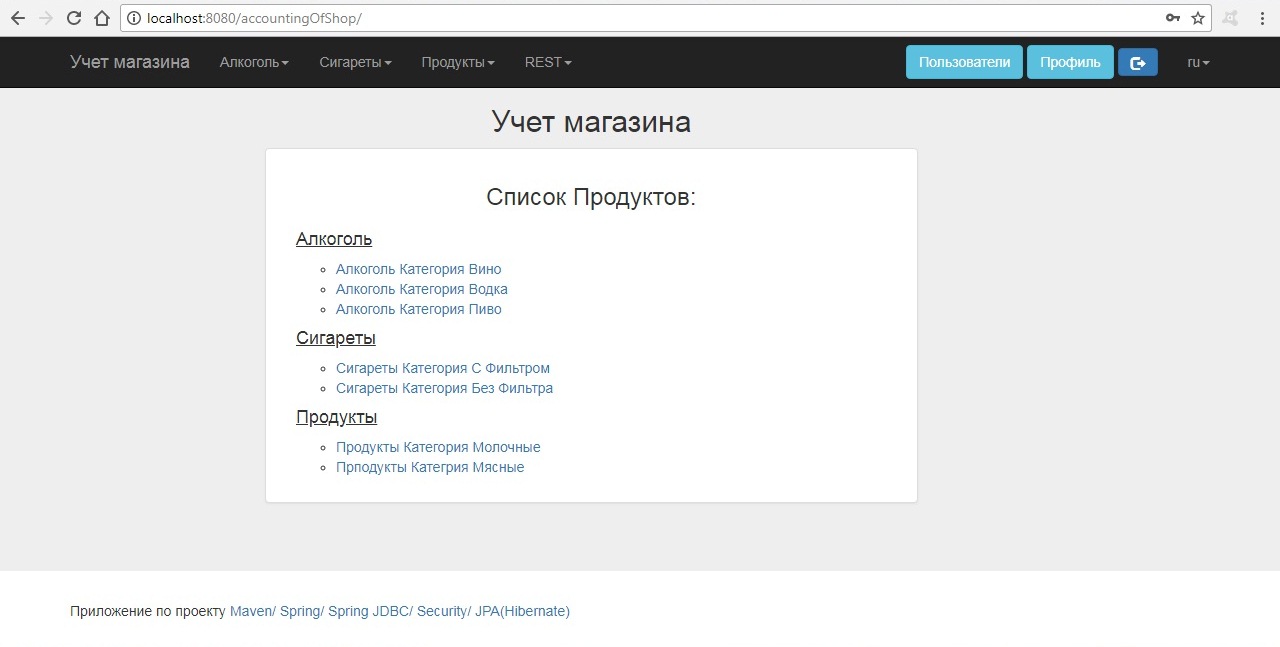 localhost:8080/accountingOfShop/
Учет магазина Алкоголь Сигареты Продукты REST Пользователи Профиль ru
Учет магазина
Список Продуктов:
Алкоголь
Алкоголь Категория Вино
Алкоголь Категория Водка
Алкоголь Категория Пиво
Сигареты
Сигареты Категория С Фильтром
Сигареты Категория Без Фильтра
Продукты
Продукты Категория Молочные
Прподукты Категрия Мясные
Приложение по проекту Maven/ Spring/ Spring JDBC/ Security/ JPA(Hibernate)